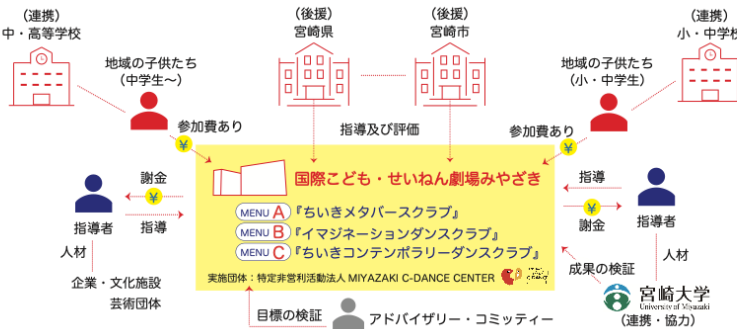 （連携）
中・高等学校
（後援）
宮崎県
（後援）
宮崎市
（連携）
小・中学校
地域の子供たち
（中学生～）
地域の子供たち
（小・中学生）
参加費あり
¥
指導及び評価
参加費あり
¥
国際こども・せいねん劇場みやざき
MENU A『ちいきメタバースクラブ』
MENU B『イマジネーションダンスクラブ』
MENU C『ちいきコンテンポラリーダンスクラブ』
実施団体：特定非営利活動法人 MIYAZAKI C-DANCE CENTER
謝金
¥
指導
指導者
人材
企業・文化施設
芸術団体
指導
¥
謝金
指導者
人材
成果の検証
宮崎大学
University of Miyazaki
（連携・協力）
目標の検証
アドバイザリー・コミッティー